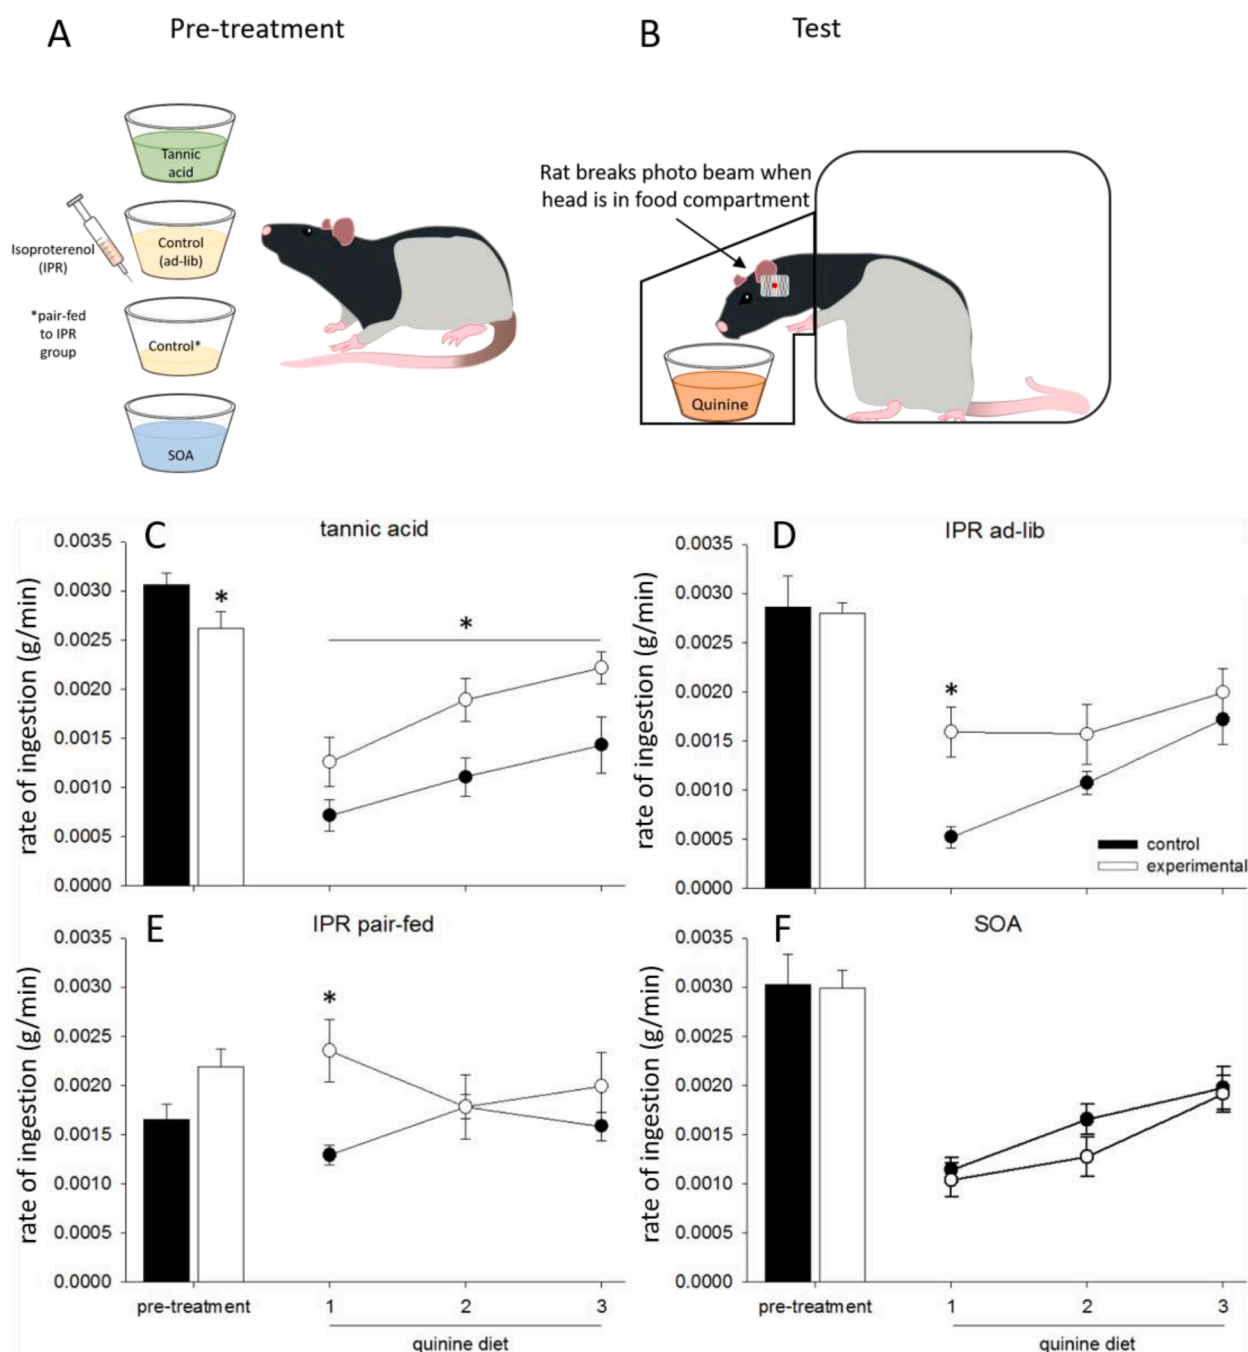 A
Pre-treatment
Tannic
acid
Isoproterenol
(IPR)
Control
(ad-lib)
*pair-fed
to IPR
group
Control*
SOA
B
Test
Rat breaks photo beam when
head is in food compartment
Quinine
C
tannic acid
rate of ingestion (g/min)
0.0035
0.0030
0.0025
0.0020
0.0015
0.0010
0.0005
0.0000
*
*
D
IPR ad-lib
rate of ingestion (g/min)
0.0035
0.0030
0.0025
0.0020
0.0015
0.0010
0.0005
0.0000
*
control
experimental
E
IPR pair-fed
rate of ingestion (g/min)
0.0035
0.0030
0.0025
0.0020
0.0015
0.0010
0.0005
0.0000
*
pre-treatment 1 2 3
quinine diet
F
SOA
rate of ingestion (g/min)
0.0035
0.0030
0.0025
0.0020
0.0015
0.0010
0.0005
0.0000
pre-treatment 1 2 3
quinine diet